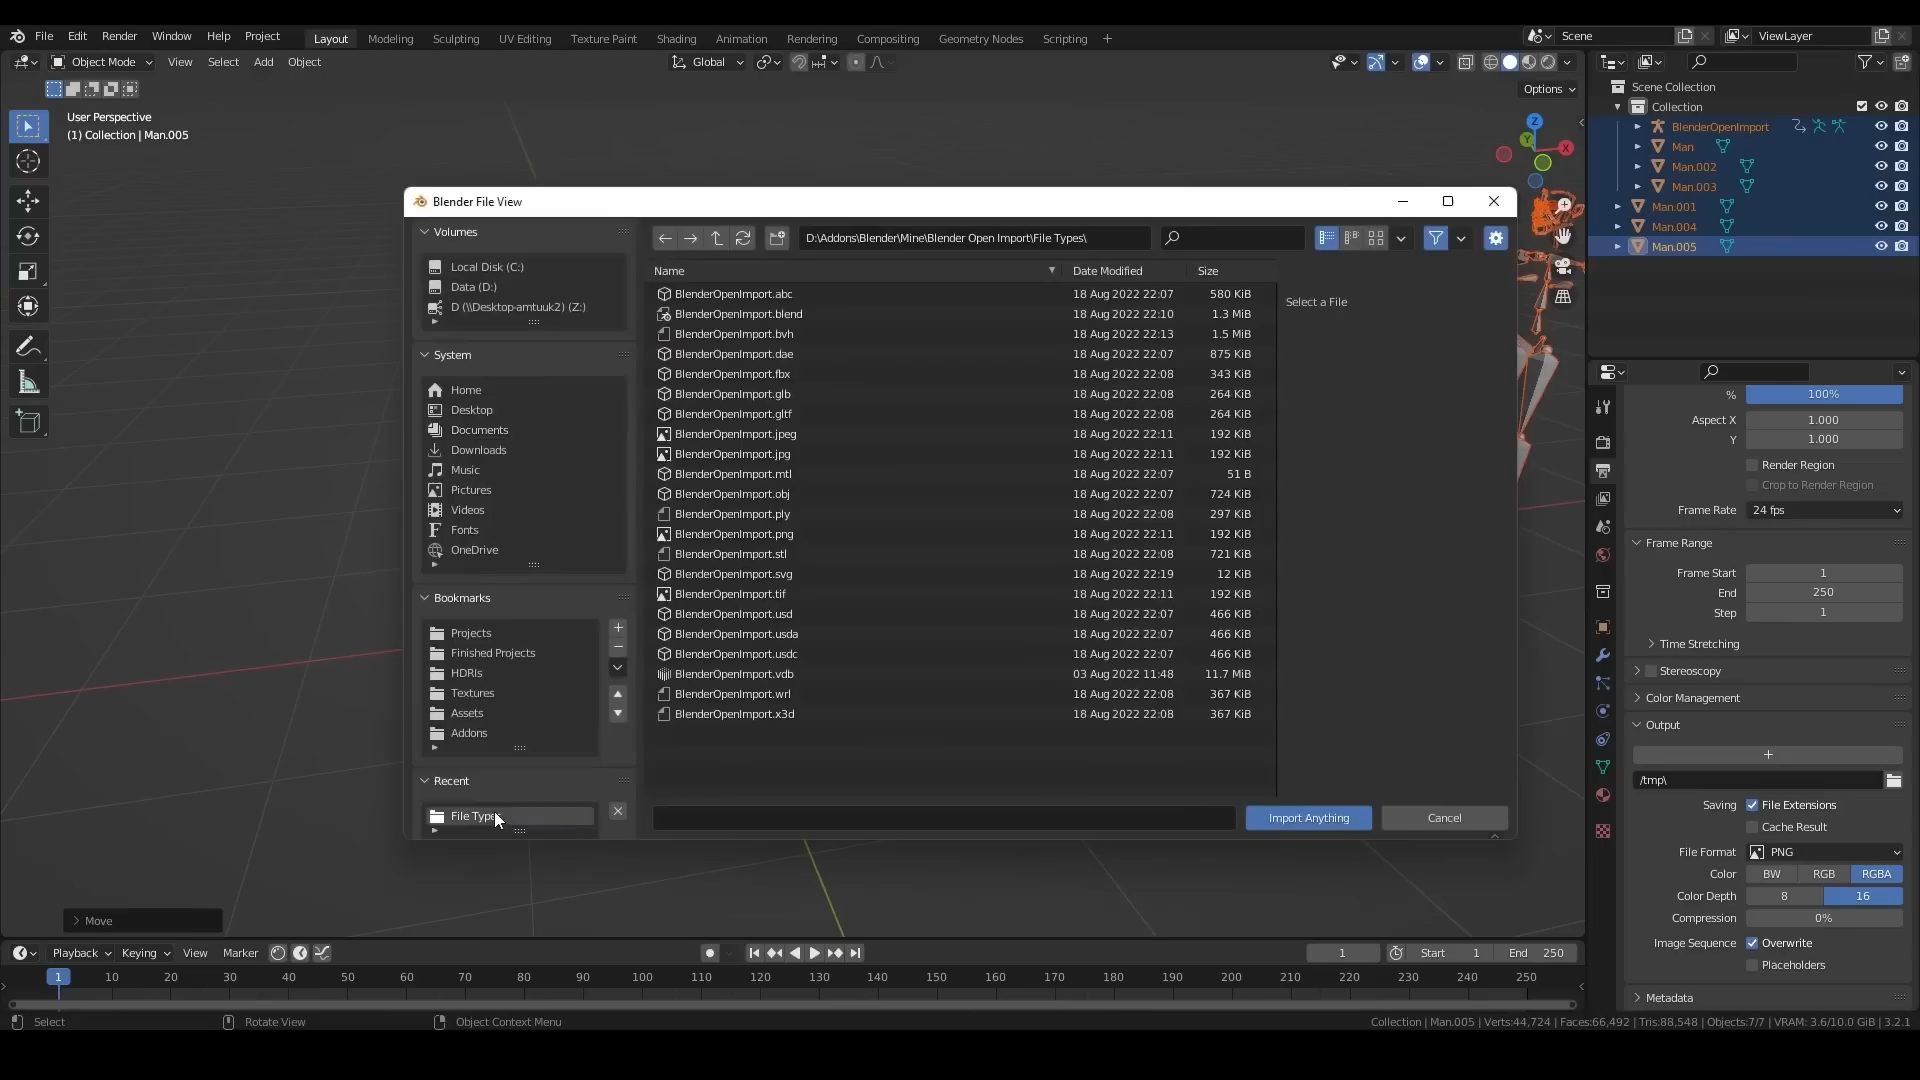 File Edit Render Window Help Project Layout Modeling Sculpting UV Editing Texture Paint Shading Animation Rendering Compositing Geometry Nodes Scripting + Scene ViewLayer
Object Mode View Select Add Object Global
Options
User Perspective
(1) Collection | Man.005
Z
Y
X
Scene Collection
Collection
BlenderOpenImport
Man
Man.002
Man.003
Man.001
Man.004
Man.005
Blender File View
Volumes
Local Disk (C:)
Data (D:)
D (\\Desktop-amtuuk2) (Z:)
System
Home
Desktop
Documents
Downloads
Music
Pictures
Videos
Fonts
OneDrive
Bookmarks
Projects
Finished Projects
HDRIs
Textures
Assets
Addons
Recent
File Type
D:\Addons\Blender\Mine\Blender Open Import\File Types\
Name Date Modified Size
BlenderOpenImport.abc 18 Aug 2022 22:07 580 KiB
BlenderOpenImport.blend 18 Aug 2022 22:10 1.3 MiB
BlenderOpenImport.bvh 18 Aug 2022 22:13 1.5 MiB
BlenderOpenImport.dae 18 Aug 2022 22:07 875 KiB
BlenderOpenImport.fbx 18 Aug 2022 22:08 343 KiB
BlenderOpenImport.glb 18 Aug 2022 22:08 264 KiB
BlenderOpenImport.gltf 18 Aug 2022 22:08 264 KiB
BlenderOpenImport.jpeg 18 Aug 2022 22:11 192 KiB
BlenderOpenImport.jpg 18 Aug 2022 22:11 192 KiB
BlenderOpenImport.mtl 18 Aug 2022 22:07 51 B
BlenderOpenImport.obj 18 Aug 2022 22:07 724 KiB
BlenderOpenImport.ply 18 Aug 2022 22:08 297 KiB
BlenderOpenImport.png 18 Aug 2022 22:11 192 KiB
BlenderOpenImport.stl 18 Aug 2022 22:08 721 KiB
BlenderOpenImport.svg 18 Aug 2022 22:19 12 KiB
BlenderOpenImport.tif 18 Aug 2022 22:11 192 KiB
BlenderOpenImport.usd 18 Aug 2022 22:07 466 KiB
BlenderOpenImport.usda 18 Aug 2022 22:07 466 KiB
BlenderOpenImport.usdc 18 Aug 2022 22:07 466 KiB
BlenderOpenImport.vdb 03 Aug 2022 11:48 11.7 MiB
BlenderOpenImport.wrl 18 Aug 2022 22:08 367 KiB
BlenderOpenImport.x3d 18 Aug 2022 22:08 367 KiB
Select a File
Import Anything Cancel
% 100%
Aspect X 1.000
Y 1.000
Render Region
Crop to Render Region
Frame Rate 24 fps
Frame Range
Frame Start 1
End 250
Step 1
Time Stretching
Stereoscopy
Color Management
Output
+
/tmp\
Saving File Extensions
Cache Result
File Format PNG
Color BW RGB RGBA
Color Depth 8 16
Compression 0%
Image Sequence Overwrite
Placeholders
Metadata
Move
Playback Keying View Marker 1 Start 1 End 250
1 10 20 30 40 50 60 70 80 90 100 110 120 130 140 150 160 170 180 190 200 210 220 230 240 250
Select Rotate View Object Context Menu Collection | Man.005 | Verts:44,724 | Faces:66,492 | Tris:88,548 | Objects:7/7 | VRAM: 3.6/10.0 GiB | 3.2.1